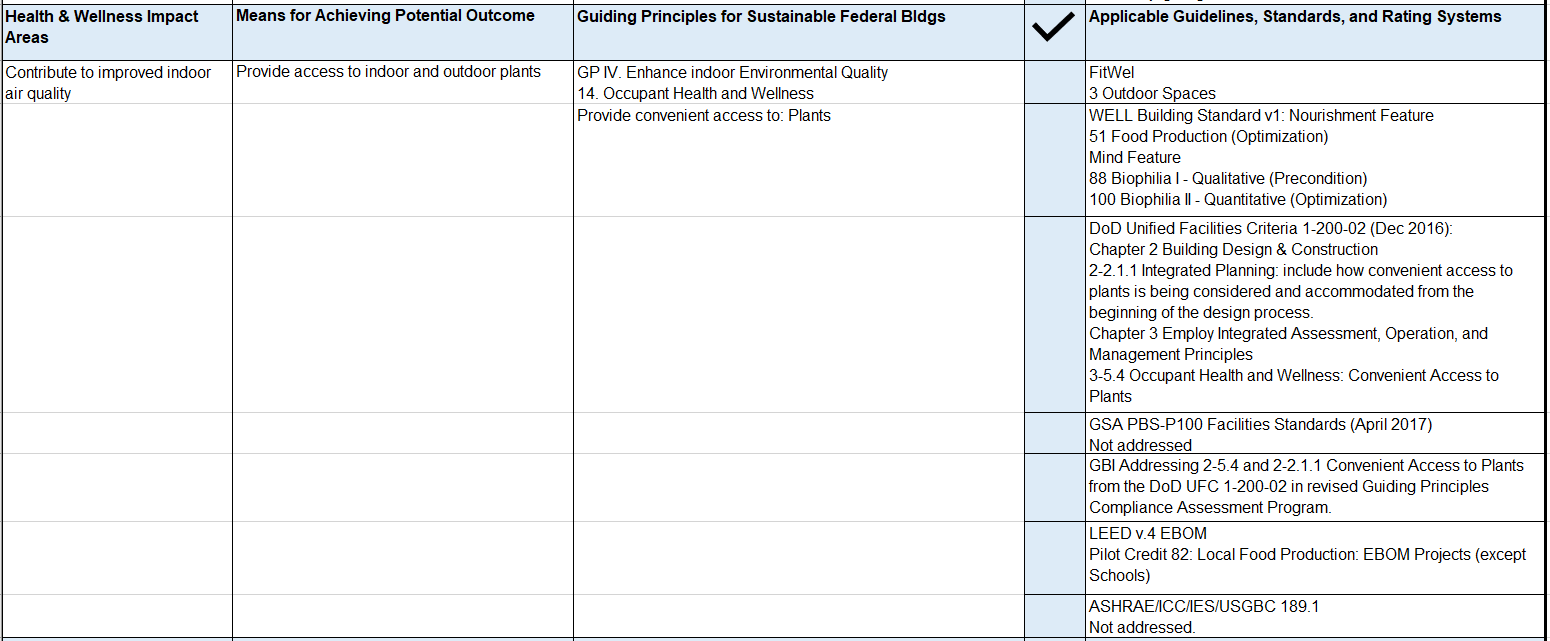 Health & Wellness Impact
Areas
Means for Achieving Potential Outcome
Guiding Principles for Sustainable Federal Bldgs
Applicable Guidelines, Standards, and Rating Systems
Contribute to improved indoor
air quality
Provide access to indoor and outdoor plants
GP IV. Enhance indoor Environmental Quality
14. Occupant Health and Wellness
FitWel
3 Outdoor Spaces
Provide convenient access to: Plants
WELL Building Standard v1: Nourishment Feature
51 Food Production (Optimization)
Mind Feature
88 Biophilia I - Qualitative (Precondition)
100 Biophilia II - Quantitative (Optimization)
DoD Unified Facilities Criteria 1-200-02 (Dec 2016):
Chapter 2 Building Design & Construction
2-2.1.1 Integrated Planning: include how convenient access to
plants is being considered and accommodated from the
beginning of the design process.
Chapter 3 Employ Integrated Assessment, Operation, and
Management Principles
3-5.4 Occupant Health and Wellness: Convenient Access to
Plants
GSA PBS-P100 Facilities Standards (April 2017)
Not addressed
GBI Addressing 2-5.4 and 2-2.1.1 Convenient Access to Plants
from the DoD UFC 1-200-02 in revised Guiding Principles
Compliance Assessment Program.
LEED v.4 EBOM
Pilot Credit 82: Local Food Production: EBOM Projects (except
Schools)
ASHRAE/ICC/IES/USGBC 189.1
Not addressed.